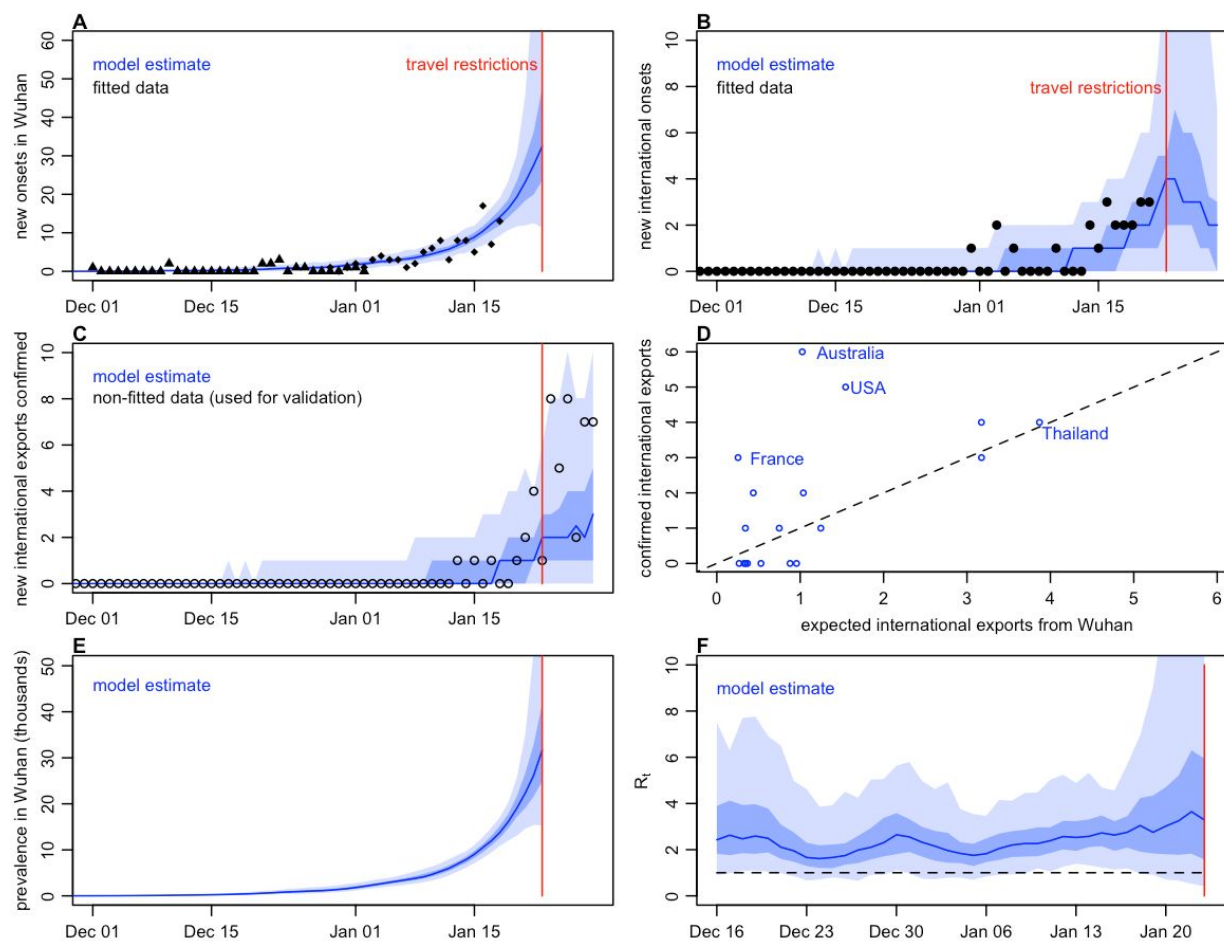 A
new onsets in Wuhan
60
50
40
30
20
10
0
model estimate
fitted data
travel restrictions
Dec 01
Dec 15
Jan 01
Jan 15
B
new international onsets
10
8
6
4
2
0
model estimate
fitted data
travel restrictions
Dec 01
Dec 15
Jan 01
Jan 15
C
new international exports confirmed
10
8
6
4
2
0
model estimate
non-fitted data (used for validation)
Dec 01
Dec 15
Jan 01
Jan 15
D
confirmed international exports
6
5
4
3
2
1
0
Australia
USA
Thailand
France
0
1
2
3
4
5
6
expected international exports from Wuhan
E
prevalence in Wuhan (thousands)
50
40
30
20
10
0
model estimate
Dec 01
Dec 15
Jan 01
Jan 15
F
Rt
10
8
6
4
2
0
model estimate
Dec 16
Dec 23
Dec 30
Jan 06
Jan 13
Jan 20